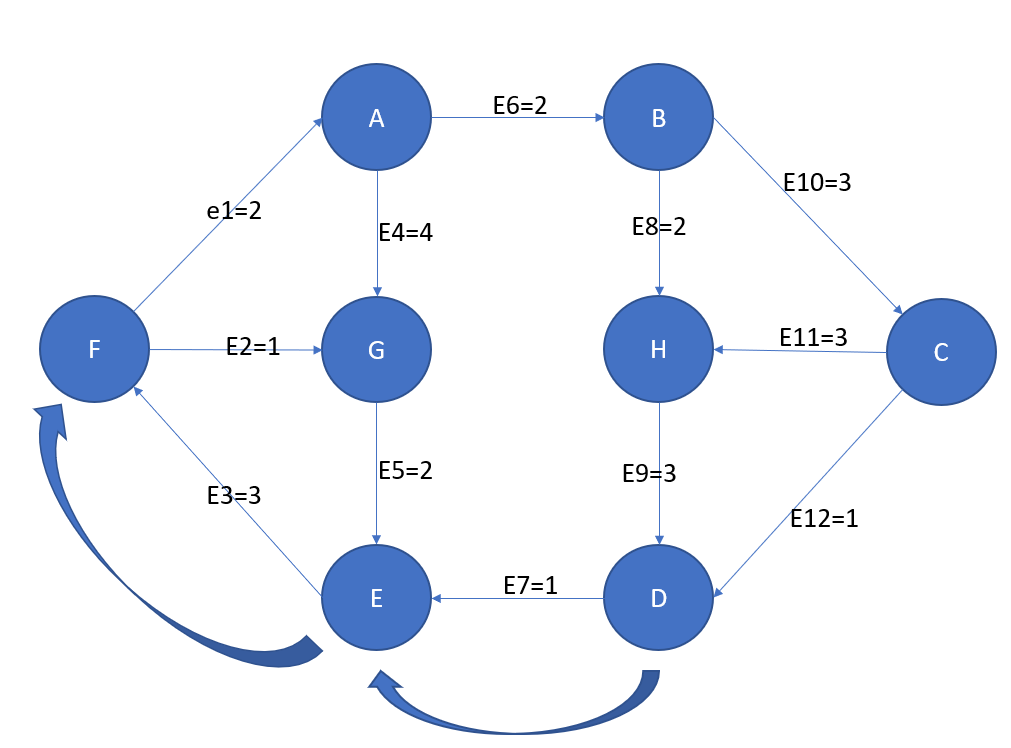 A
E6=2
B
E10=3
e1=2
E4=4
E8=2
F
E2=1
G
H
E11=3
C
E3=3
E5=2
E9=3
E12=1
E
E7=1
D